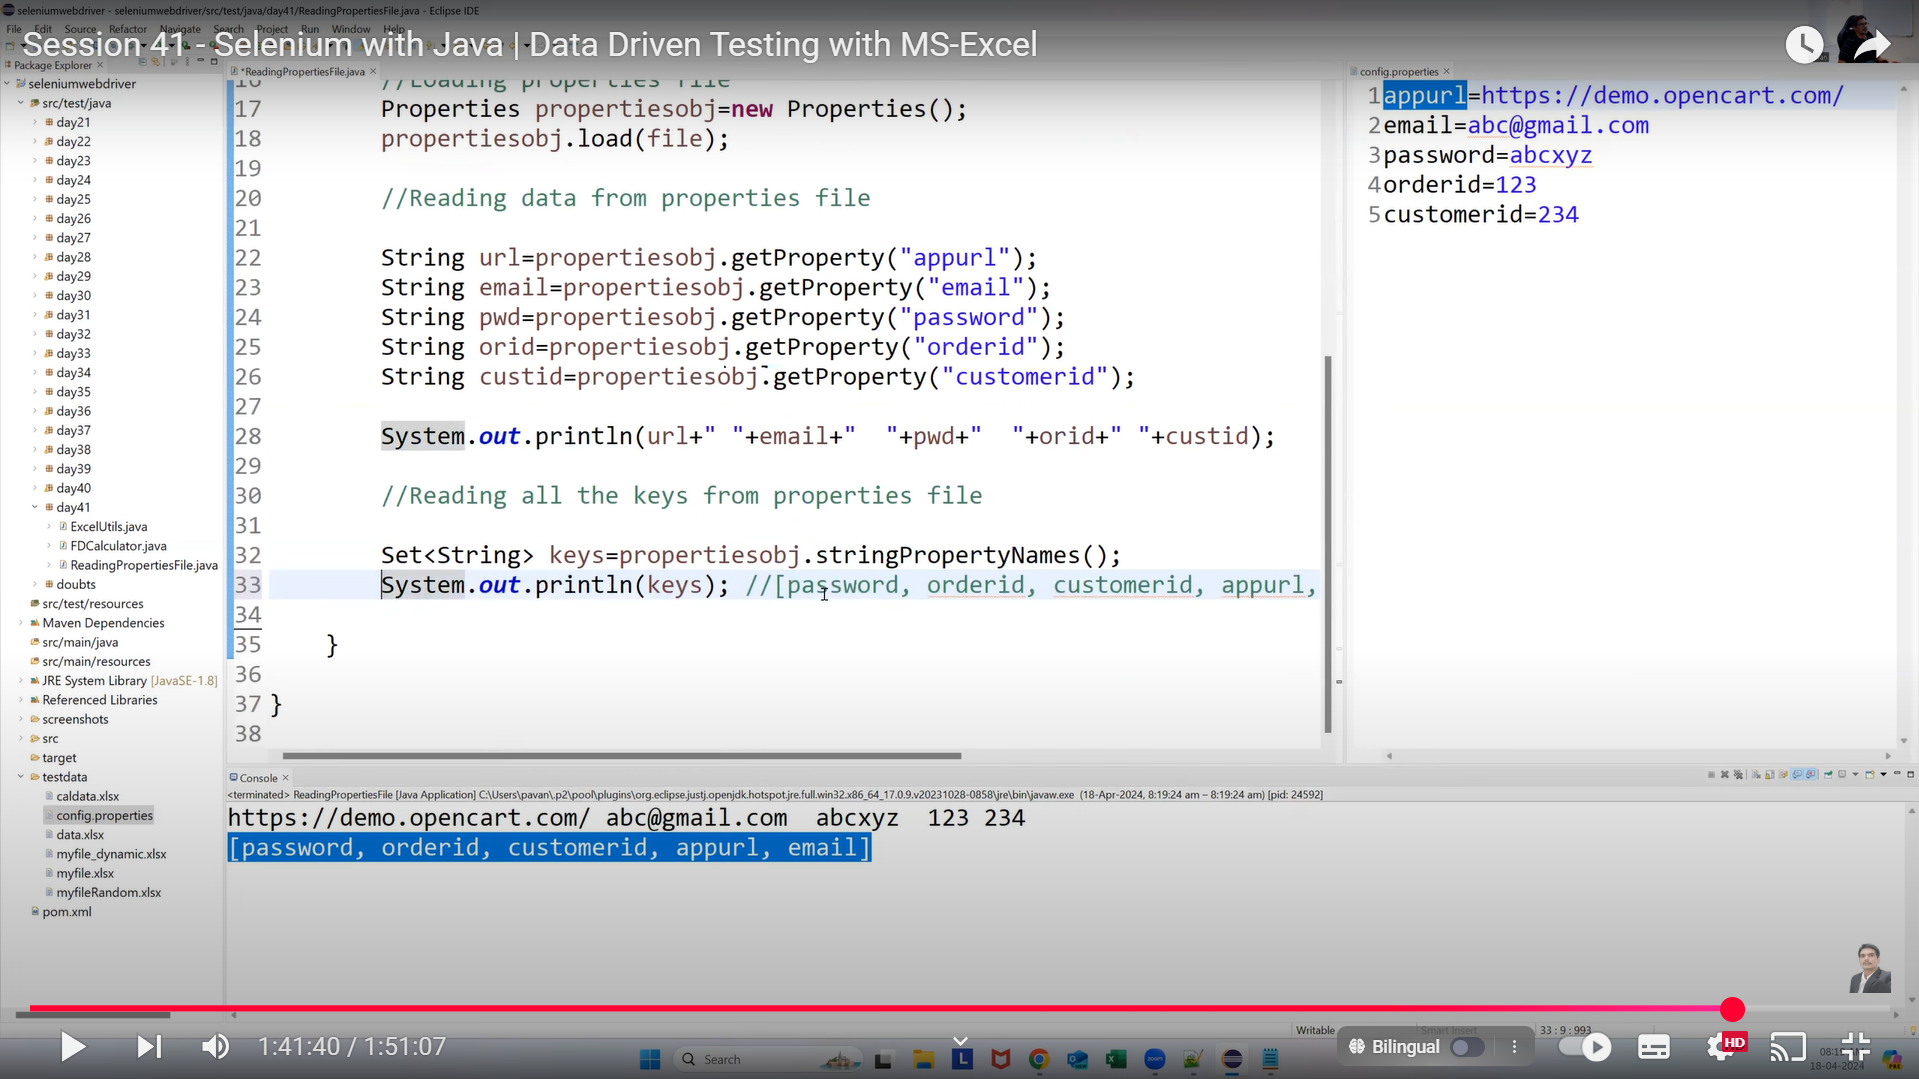 seleniumwebdriver - seleniumwebdriver/src/test/java/day41/ReadingPropertiesFile.java - Eclipse IDE
File Edit Source Refactor Navigate Search Project Run Window Help
Session 41 - Selenium with Java | Data Driven Testing with MS-Excel
Package Explorer
seleniumwebdriver
src/test/java
day21
day22
day23
day24
day25
day26
day27
day28
day29
day30
day31
day32
day33
day34
day35
day36
day37
day38
day39
day40
day41
ExcelUtils.java
FDCalculator.java
ReadingPropertiesFile.java
doubts
src/test/resources
Maven Dependencies
src/main/java
src/main/resources
JRE System Library [JavaSE-1.8]
Referenced Libraries
screenshots
src
target
testdata
caldata.xlsx
config.properties
data.xlsx
myfile_dynamic.xlsx
myfile.xlsx
myfileRandom.xlsx
pom.xml
*ReadingPropertiesFile.java
16 //Loading properties file
17 Properties propertiesobj=new Properties();
18 propertiesobj.load(file);
19
20 //Reading data from properties file
21
22 String url=propertiesobj.getProperty("appurl");
23 String email=propertiesobj.getProperty("email");
24 String pwd=propertiesobj.getProperty("password");
25 String orid=propertiesobj.getProperty("orderid");
26 String custid=propertiesobj.getProperty("customerid");
27
28 System.out.println(url+" "+email+"  "+pwd+"  "+orid+" "+custid);
29
30 //Reading all the keys from properties file
31
32 Set<String> keys=propertiesobj.stringPropertyNames();
33 System.out.println(keys); //[password, orderid, customerid, appurl,
34
35 }
36
37 }
38
config.properties
1 appurl=https://demo.opencart.com/
2 email=abc@gmail.com
3 password=abcxyz
4 orderid=123
5 customerid=234
Console
<terminated> ReadingPropertiesFile [Java Application] C:\Users\pavan\.p2\pool\plugins\org.eclipse.justj.openjdk.hotspot.jre.full.win32.x86_64_17.0.9.v20231028-0858\jre\bin\javaw.exe (18-Apr-2024, 8:19:24 am – 8:19:24 am) [pid: 24592]
https://demo.opencart.com/ abc@gmail.com  abcxyz  123 234
[password, orderid, customerid, appurl, email]
Writable
Smart Insert
33 : 9 : 993
1:41:40 / 1:51:07
Search
Bilingual
HD
18-04-2024